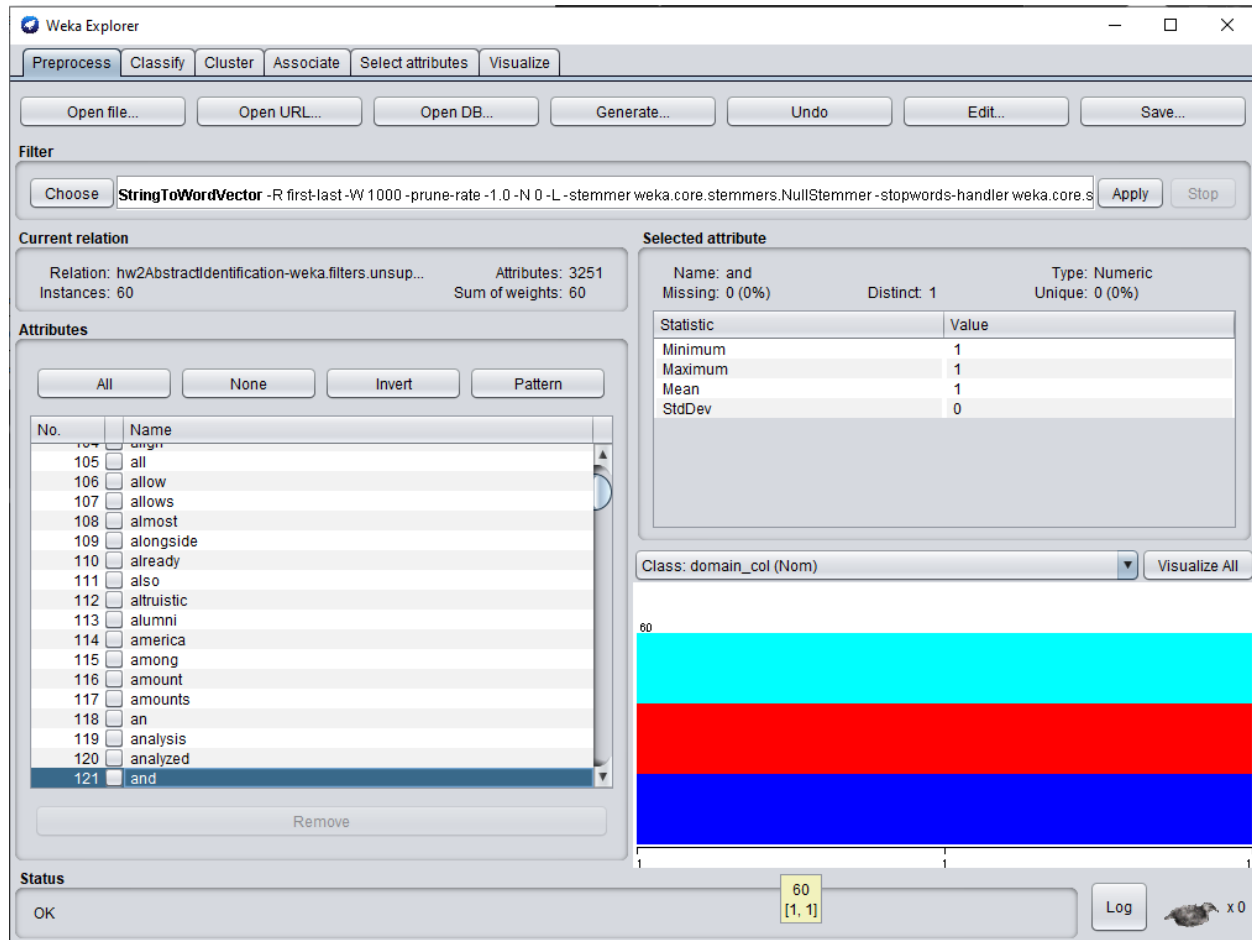 Weka Explorer
Preprocess Classify Cluster Associate Select attributes Visualize
Open file... Open URL... Open DB... Generate... Undo Edit... Save...
Filter
Choose StringToWordVector -R first-last -W 1000 -prune-rate -1.0 -N 0 -L -stemmer weka.core.stemmers.NullStemmer -stopwords-handler weka.core.s Apply Stop
Current relation
Relation: hw2AbstractIdentification-weka.filters.unsup... Attributes: 3251
Instances: 60 Sum of weights: 60
Attributes
All None Invert Pattern
No. Name
104 align
105 all
106 allow
107 allows
108 almost
109 alongside
110 already
111 also
112 altruistic
113 alumni
114 america
115 among
116 amount
117 amounts
118 an
119 analysis
120 analyzed
121 and
Remove
Selected attribute
Name: and Type: Numeric
Missing: 0 (0%) Distinct: 1 Unique: 0 (0%)
Statistic Value
Minimum 1
Maximum 1
Mean 1
StdDev 0
Class: domain_col (Nom) Visualize All
60
1 1 1
60
[1, 1]
Status
OK
Log x 0